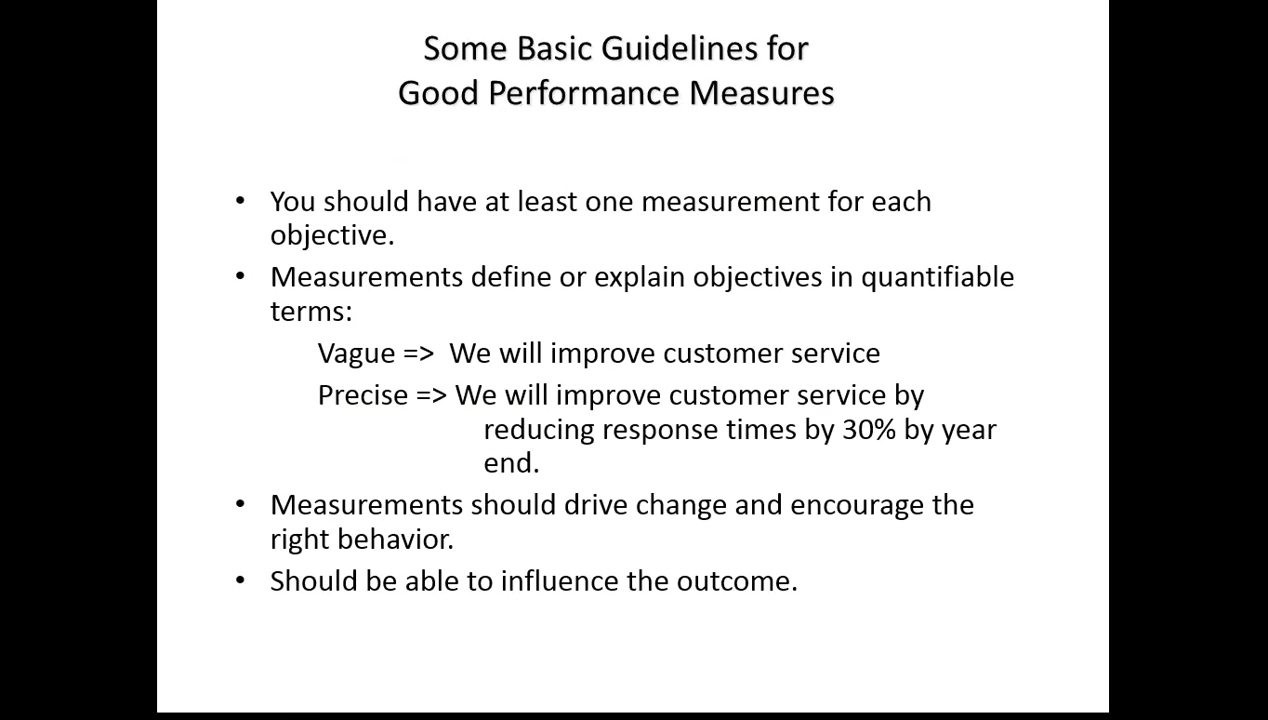 Some Basic Guidelines for
Good Performance Measures
• You should have at least one measurement for each
objective.
• Measurements define or explain objectives in quantifiable
terms:
Vague => We will improve customer service
Precise => We will improve customer service by
reducing response times by 30% by year
end.
• Measurements should drive change and encourage the
right behavior.
• Should be able to influence the outcome.